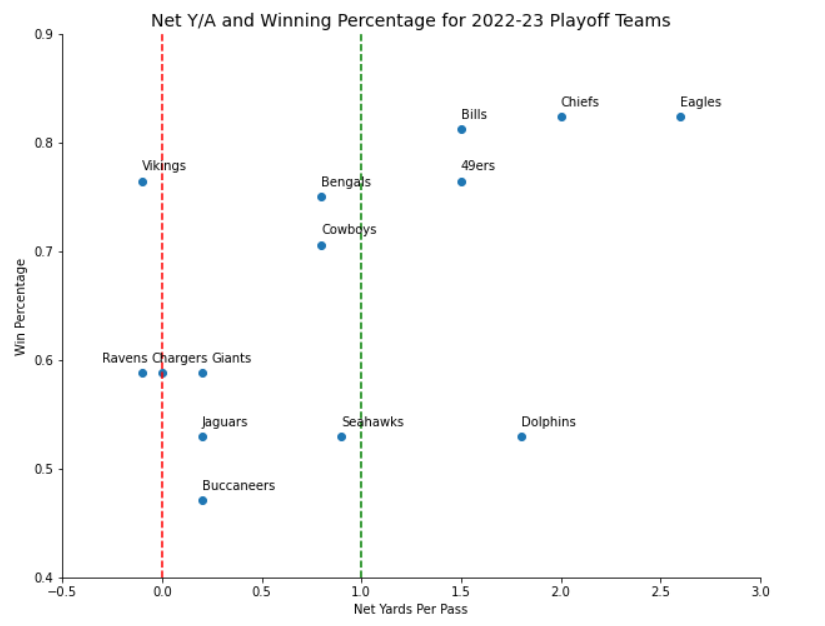 Net Y/A and Winning Percentage for 2022-23 Playoff Teams
0.9
Chiefs
Eagles
Bills
0.8
Vikings
49ers
Bengals
Cowboys
0.7
Win Percentage
0.6
Ravens Chargers Giants
Jaguars
Seahawks
Dolphins
0.5
Buccaneers
0.4
−0.5 0.0 0.5 1.0 1.5 2.0 2.5 3.0
Net Yards Per Pass